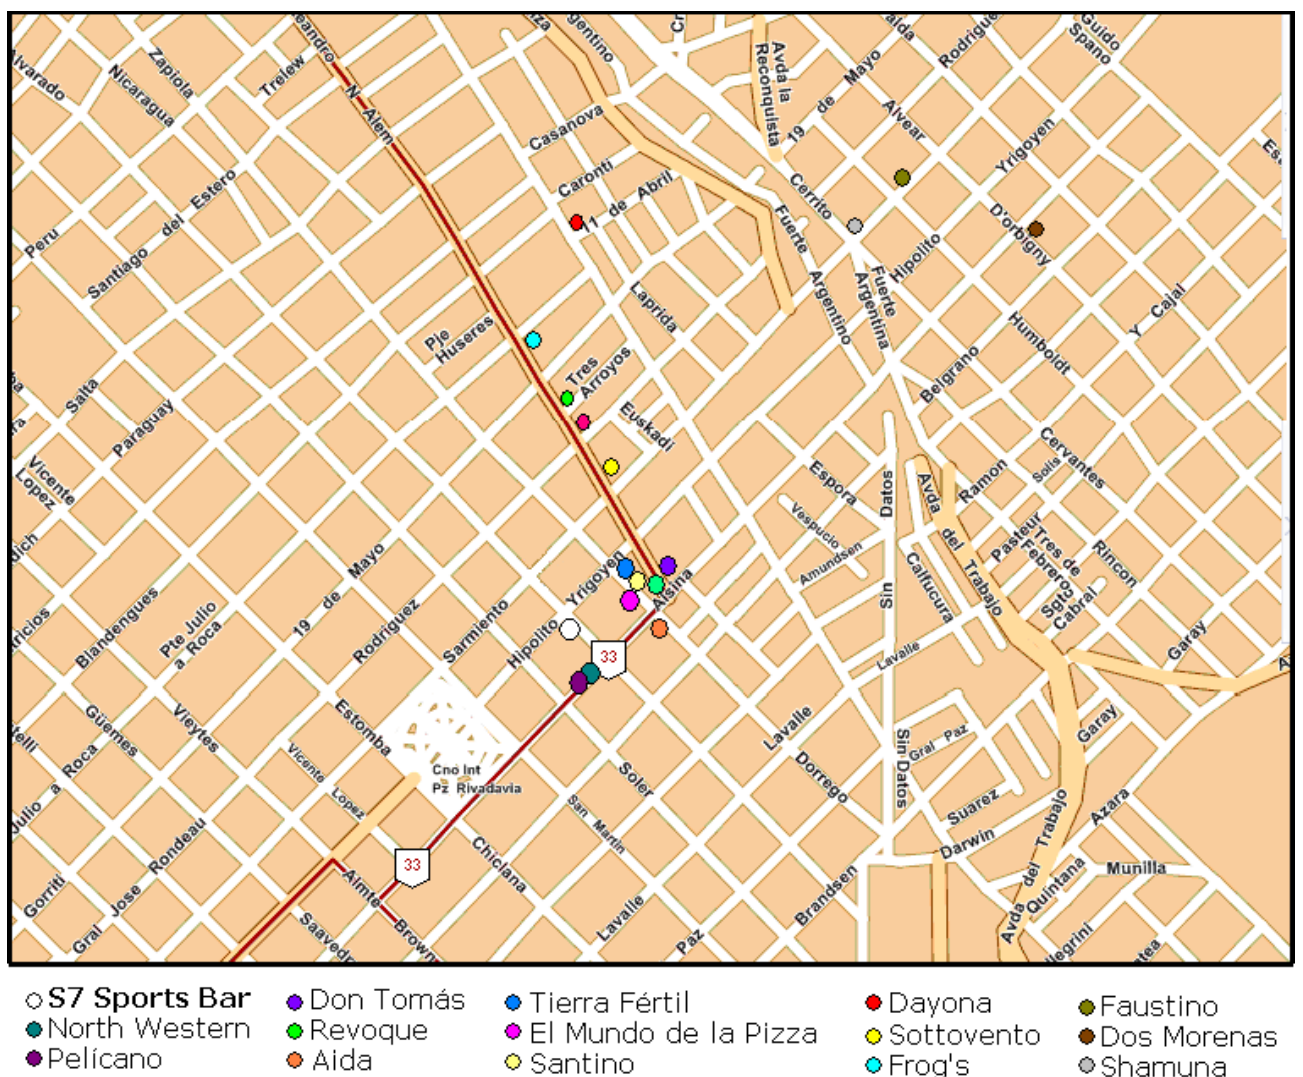 Leandro
N Alem
Argentino
Avda la Reconquista
19 de Mayo
Rodriguez
Guido Spano
Alvarado
Zapiola
Nicaragua
Trelew
Casanova
Alvear
Yrigoyen
Caronti
11 de Abril
Cerrito
Santiago del Estero
Peru
Fuerte Argentino
Hipolito
D'orbigny
Fuerte Argentina
Laprida
Y Cajal
Pje Huseres
Humboldt
Tres Arroyos
Belgrano
Salta
Paraguay
Euskadi
Cervantes
Solis
Vicente Lopez
Espora
Datos
Ramon
Avda del Trabajo
Vespucio
Pasteur
Tres de Febrero
Rincon
Amundsen
Calfucura
Sgto Cabral
19 de Mayo
Yrigoyen
Alsina
Sin
Blandengues
Pte Julio a Roca
Rodriguez
Sarmiento
Hipolito
33
Lavalle
Garay
Estomba
Güemes
Vieytes
Julio a Roca
Vicente Lopez
Cno Int
Pz Rivadavia
Lavalle
Sin Datos
Gral Paz
Garay
Soler
Dorrego
San Martin
Suarez
Azara
Darwin
Avda del Trabajo
33
Gral Jose Rondeau
Chiclana
Gorriti
Almte Brown
Saavedra
Lavalle
Paz
Brandsen
Quintana
Munilla
S7 Sports Bar
North Western
Pelícano
Don Tomás
Revoque
Aida
Tierra Fértil
El Mundo de la Pizza
Santino
Dayona
Sottovento
Frog's
Faustino
Dos Morenas
Shamuna